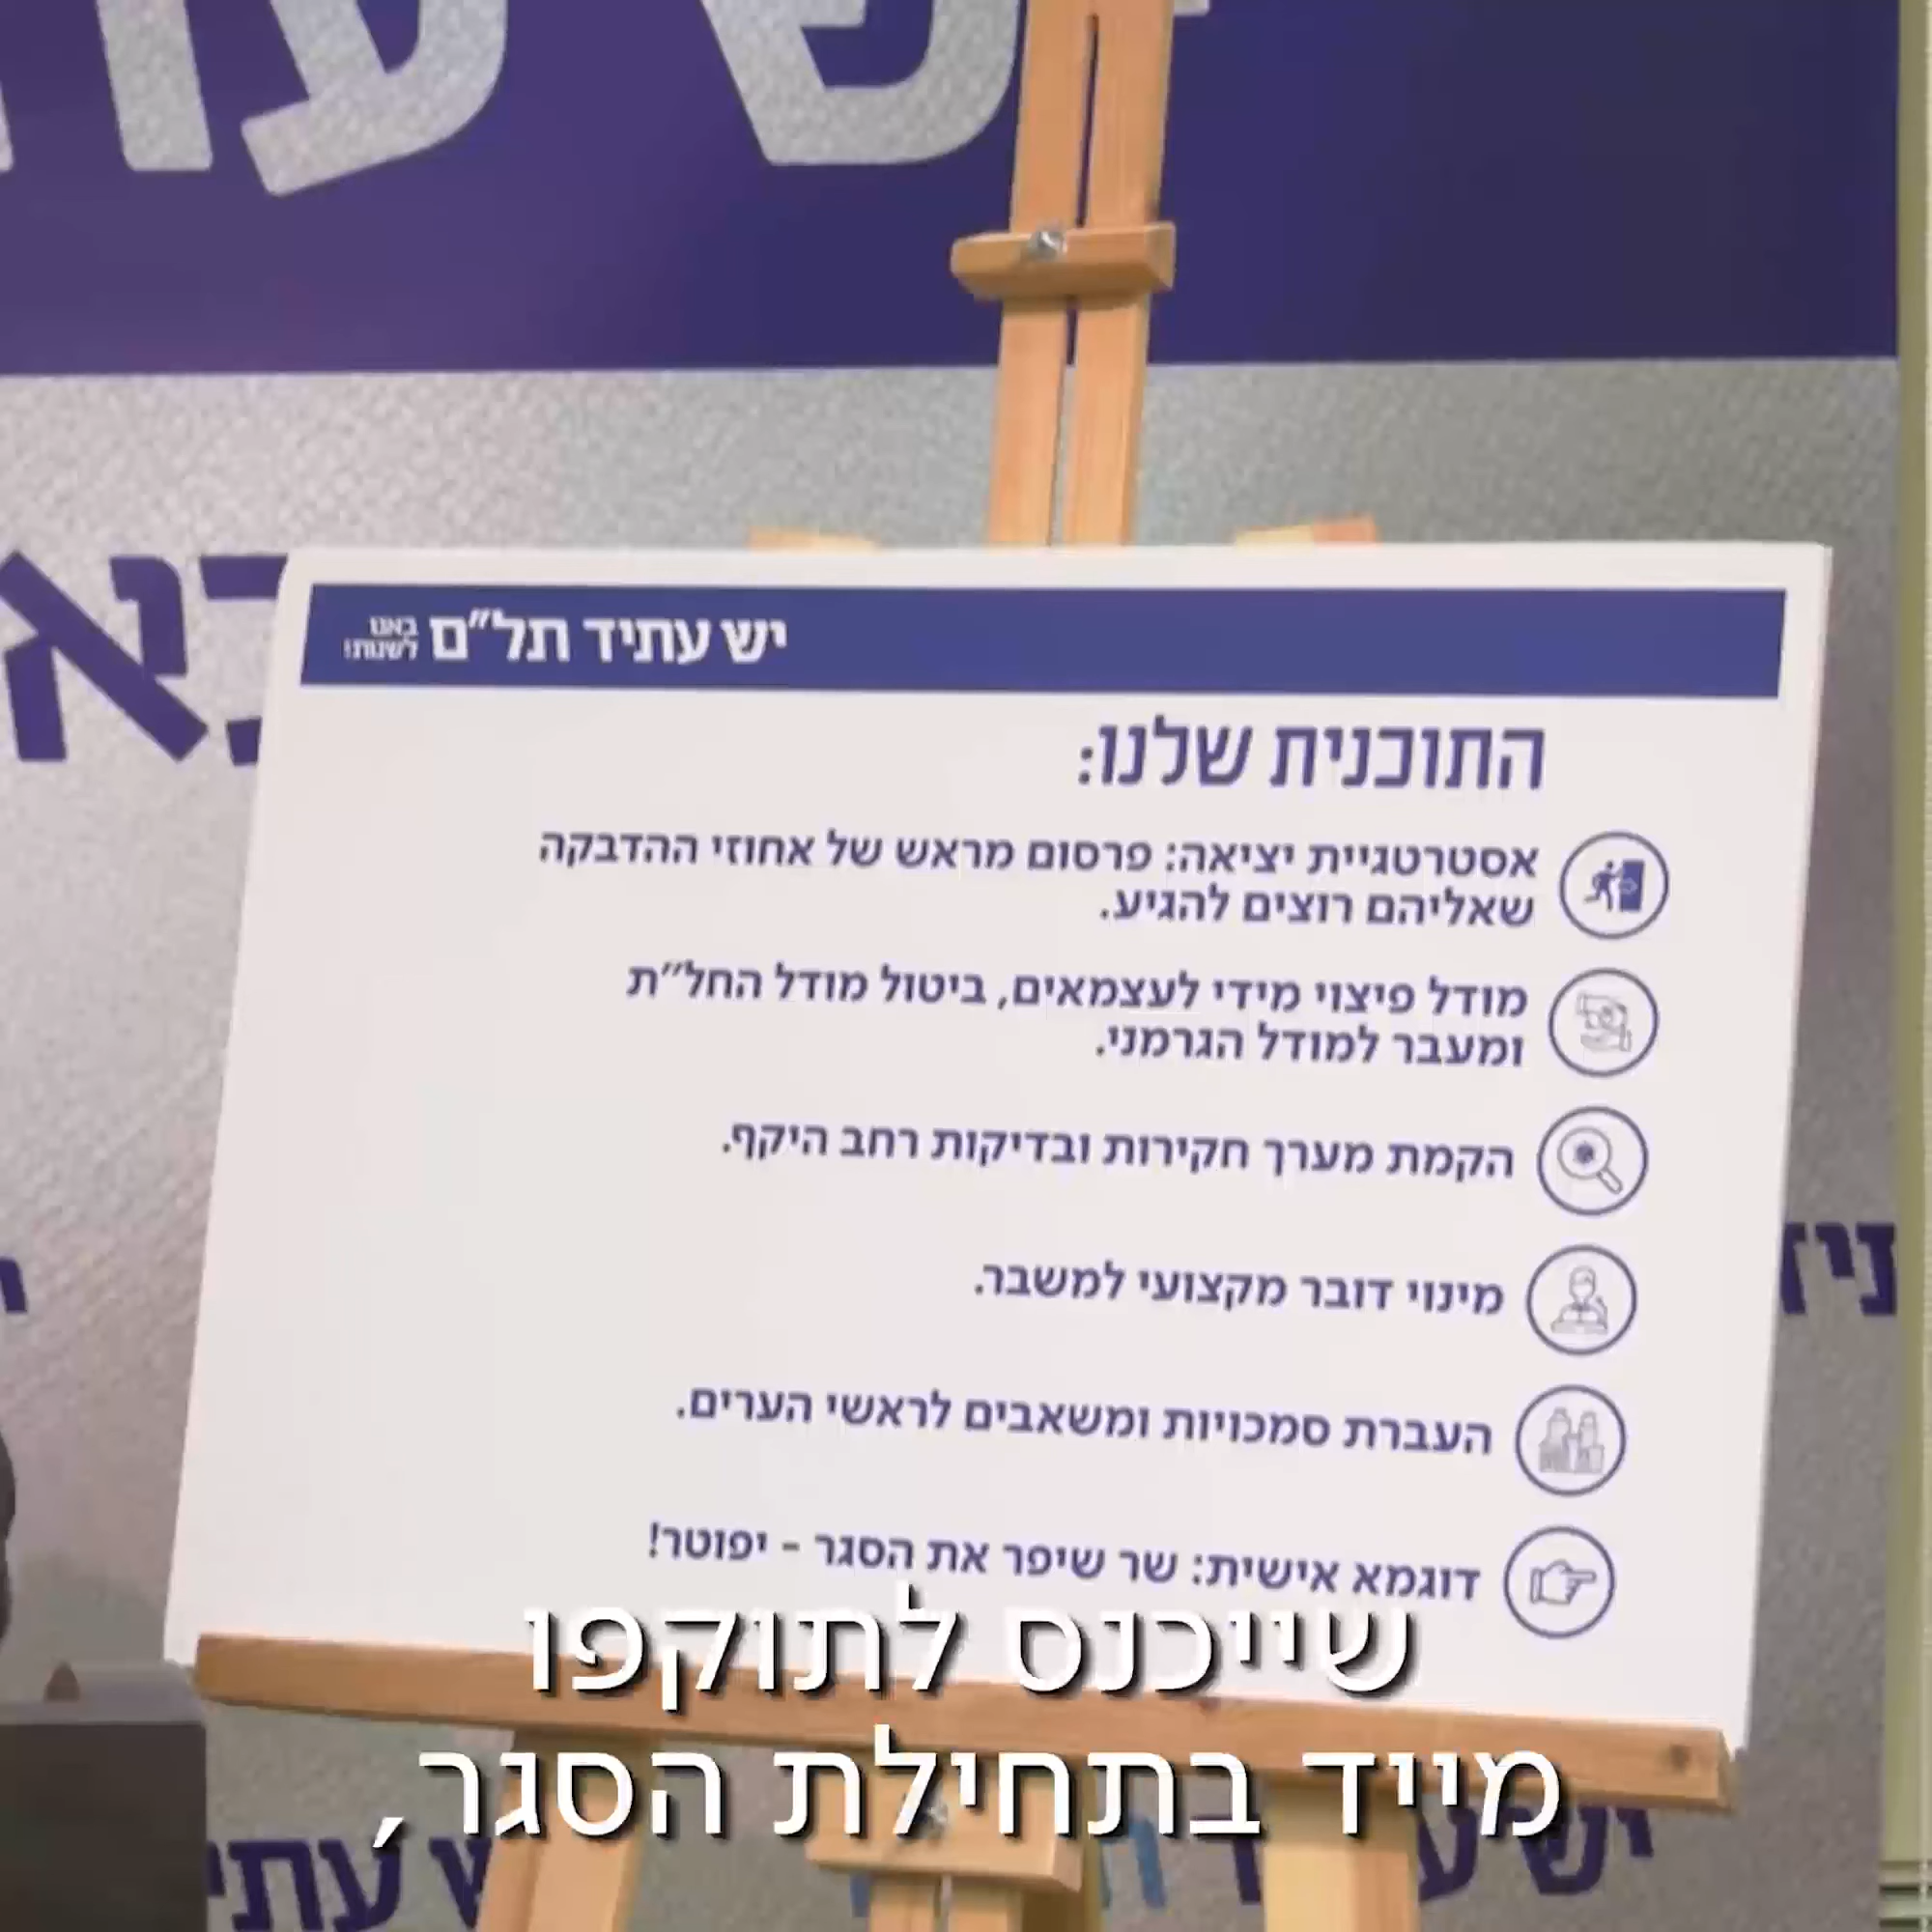 יש עתיד תל״ם באנו
לשנות!
התוכנית שלנו:
אסטרטגיית יציאה: פרסום מראש של אחוזי ההדבקה
שאליהם רוצים להגיע.
מודל פיצוי מידי לעצמאים, ביטול מודל החל״ת
ומעבר למודל הגרמני.
הקמת מערך חקירות ובדיקות רחב היקף.
מינוי דובר מקצועי למשבר.
העברת סמכויות ומשאבים לראשי הערים.
דוגמא אישית: שר שיפר את הסגר - יפוטר!
שייכנס לתוקפו
מייד בתחילת הסגר,